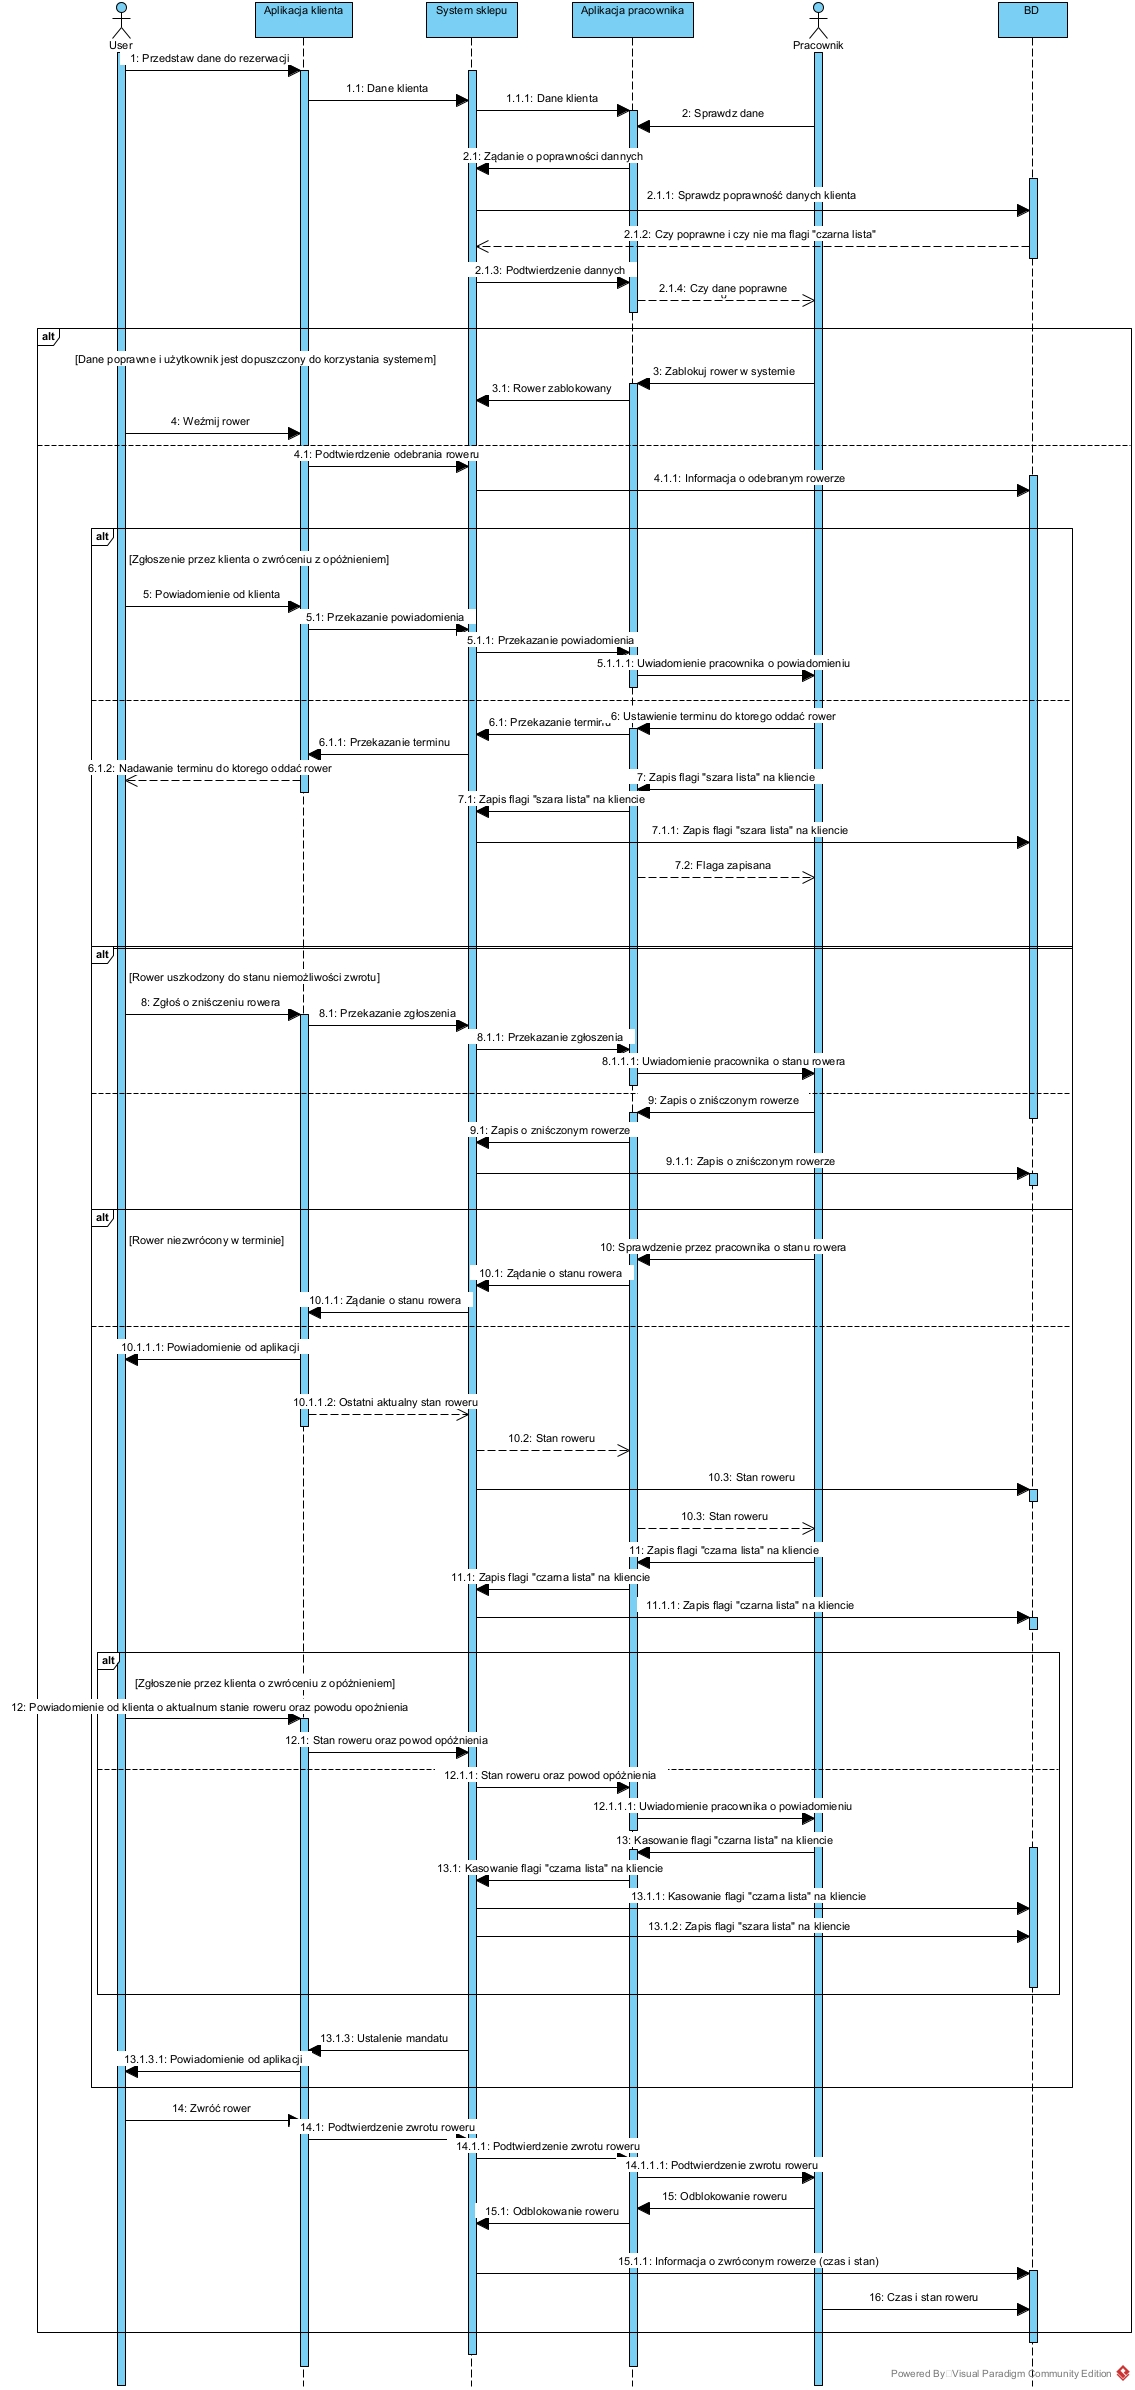 Aplikacja klienta
System sklepu
Aplikacja pracownika
BD
User
Pracownik
1: Przedstaw dane do rezerwacji
1.1: Dane klienta
1.1.1: Dane klienta
2: Sprawdz dane
2.1: Ządanie o poprawności dannych
2.1.1: Sprawdz poprawność danych klienta
2.1.2: Czy poprawne i czy nie ma flagi "czarna lista"
2.1.3: Podtwierdzenie dannych
2.1.4: Czy dane poprawne
alt
[Dane poprawne i użytkownik jest dopuszczony do korzystania systemem]
3: Zablokuj rower w systemie
3.1: Rower zablokowany
4: Weźmij rower
4.1: Podtwierdzenie odebrania roweru
4.1.1: Informacja o odebranym rowerze
alt
[Zgłoszenie przez klienta o zwróceniu z opóżnieniem]
5: Powiadomienie od klienta
5.1: Przekazanie powiadomienia
5.1.1: Przekazanie powiadomienia
5.1.1.1: Uwiadomienie pracownika o powiadomieniu
6: Ustawienie terminu do ktorego oddać rower
6.1: Przekazanie terminu
6.1.1: Przekazanie terminu
6.1.2: Nadawanie terminu do ktorego oddać rower
7: Zapis flagi "szara lista" na kliencie
7.1: Zapis flagi "szara lista" na kliencie
7.1.1: Zapis flagi "szara lista" na kliencie
7.2: Flaga zapisana
alt
[Rower uszkodzony do stanu niemożliwości zwrotu]
8: Zgłoś o zniśczeniu rowera
8.1: Przekazanie zgłoszenia
8.1.1: Przekazanie zgłoszenia
8.1.1.1: Uwiadomienie pracownika o stanu rowera
9: Zapis o zniśczonym rowerze
9.1: Zapis o zniśczonym rowerze
9.1.1: Zapis o zniśczonym rowerze
alt
[Rower niezwrócony w terminie]
10: Sprawdzenie przez pracownika o stanu rowera
10.1: Ządanie o stanu rowera
10.1.1: Ządanie o stanu rowera
10.1.1.1: Powiadomienie od aplikacji
10.1.1.2: Ostatni aktualny stan roweru
10.2: Stan roweru
10.3: Stan roweru
10.3: Stan roweru
11: Zapis flagi "czarna lista" na kliencie
11.1: Zapis flagi "czarna lista" na kliencie
11.1.1: Zapis flagi "czarna lista" na kliencie
alt
[Zgłoszenie przez klienta o zwróceniu z opóżnieniem]
12: Powiadomienie od klienta o aktualnum stanie roweru oraz powodu opożnienia
12.1: Stan roweru oraz powod opóżnienia
12.1.1: Stan roweru oraz powod opóżnienia
12.1.1.1: Uwiadomienie pracownika o powiadomieniu
13: Kasowanie flagi "czarna lista" na kliencie
13.1: Kasowanie flagi "czarna lista" na kliencie
13.1.1: Kasowanie flagi "czarna lista" na kliencie
13.1.2: Zapis flagi "szara lista" na kliencie
13.1.3: Ustalenie mandatu
13.1.3.1: Powiadomienie od aplikacji
14: Zwróć rower
14.1: Podtwierdzenie zwrotu roweru
14.1.1: Podtwierdzenie zwrotu roweru
14.1.1.1: Podtwierdzenie zwrotu roweru
15: Odblokowanie roweru
15.1: Odblokowanie roweru
15.1.1: Informacja o zwróconym rowerze (czas i stan)
16: Czas i stan roweru
Powered By Visual Paradigm Community Edition